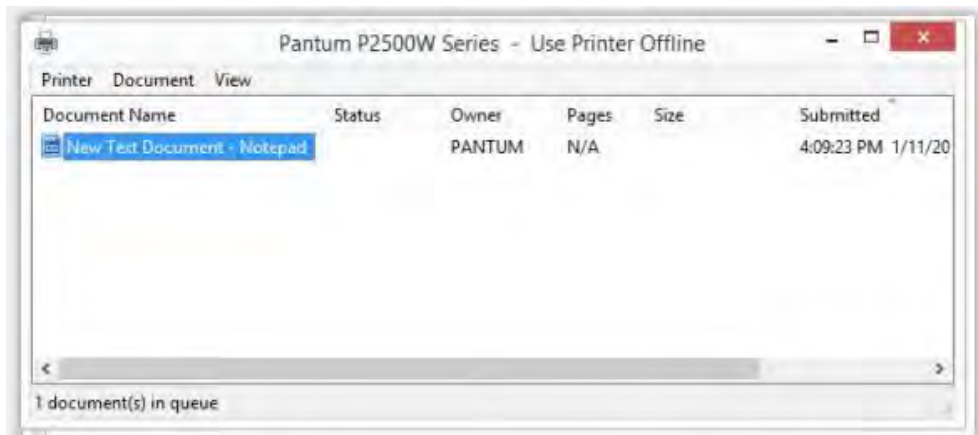 Pantum P2500W Series - Use Printer Offline
Printer Document View
Document Name Status Owner Pages Size Submitted
New Text Document - Notepad PANTUM N/A 4:09:23 PM 1/11/20
1 document(s) in queue